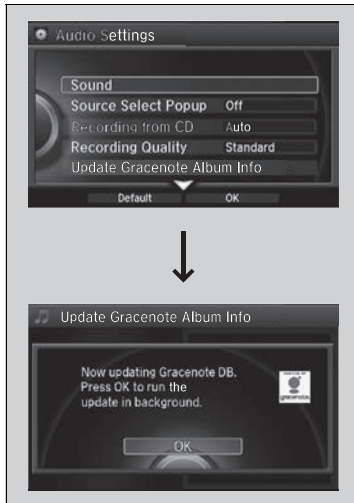 Audio Settings
Sound
Source Select Popup Off
Recording from CD Auto
Recording Quality Standard
Update Gracenote Album Info
Default OK
Update Gracenote Album Info
Now updating Gracenote DB.
Press OK to run the
update in background.
gracenote
OK